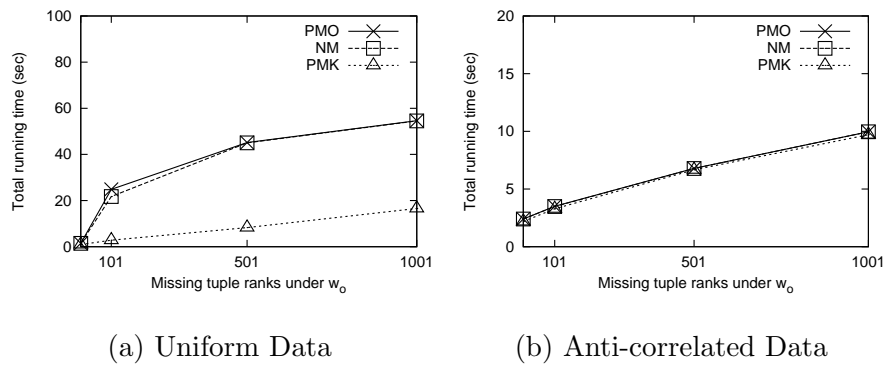 100
80
60
40
20
0
Total running time (sec)
PMO
NM
PMK
101
501
1001
Missing tuple ranks under w_o
(a) Uniform Data
20
15
10
5
0
Total running time (sec)
PMO
NM
PMK
101
501
1001
Missing tuple ranks under w_o
(b) Anti-correlated Data